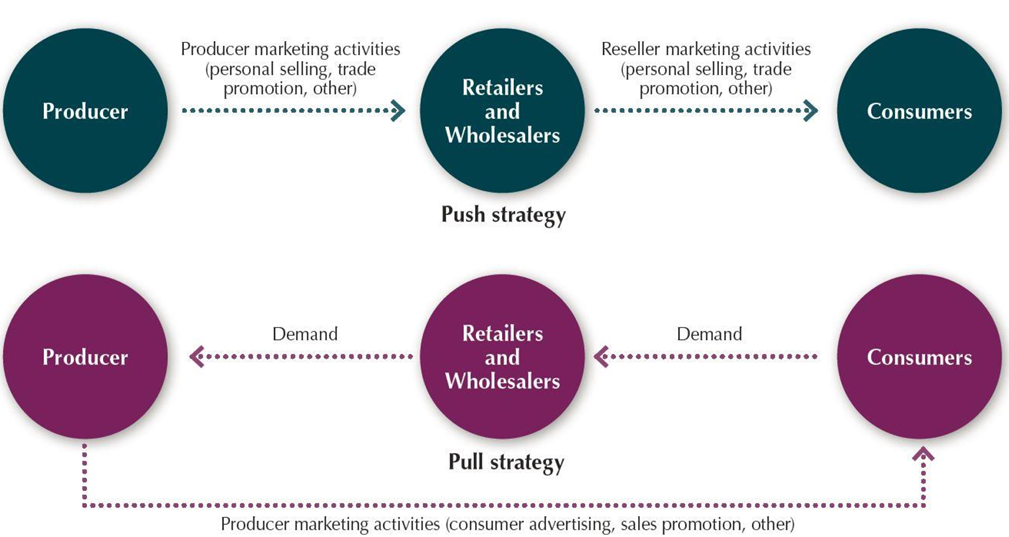 Producer marketing activities
(personal selling, trade
promotion, other)
Reseller marketing activities
(personal selling, trade
promotion, other)
Producer
Retailers
and
Wholesalers
Consumers
Push strategy
Producer
Demand
Retailers
and
Wholesalers
Demand
Consumers
Pull strategy
Producer marketing activities (consumer advertising, sales promotion, other)